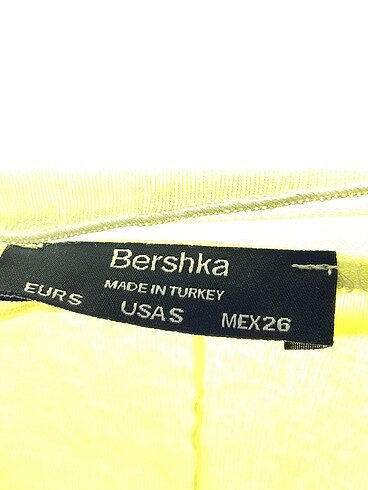 Bershka
MADE IN TURKEY
EUR S USA S MEX 26